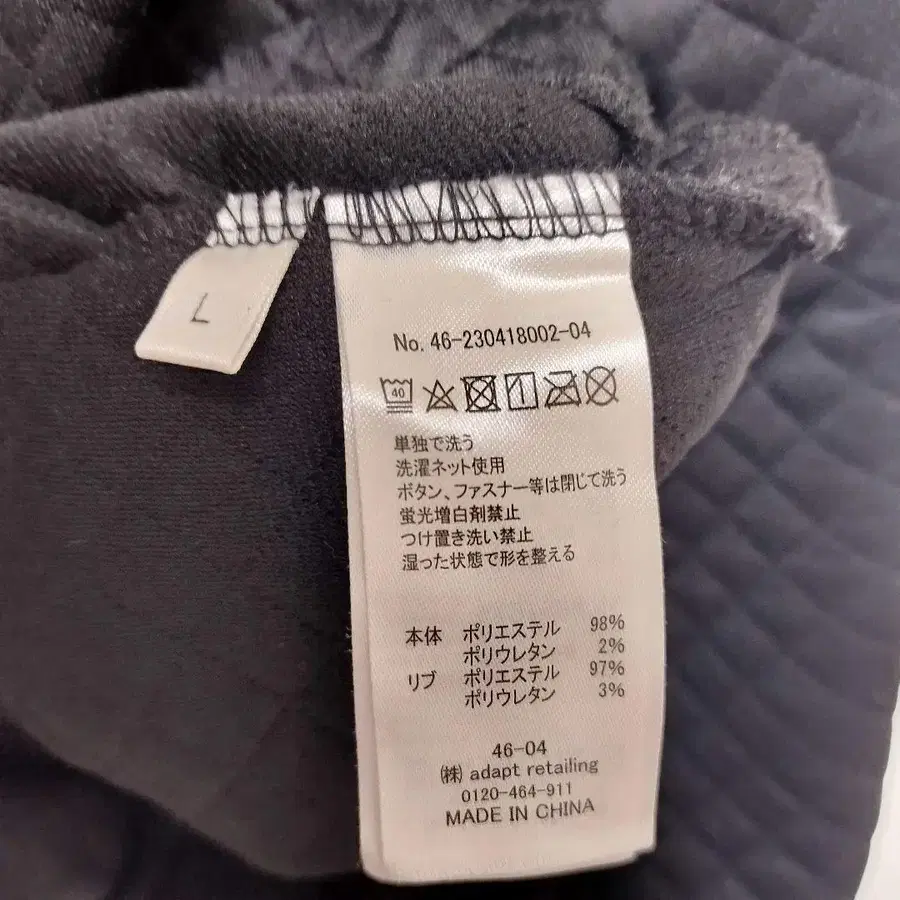 L
No. 46-230418002-04
40
単独で洗う
洗濯ネット使用
ボタン、ファスナー等は閉じて洗う
蛍光増白剤禁止
つけ置き洗い禁止
湿った状態で形を整える
本体 ポリエステル 98%
ポリウレタン 2%
リブ ポリエステル 97%
ポリウレタン 3%
46-04
㈱ adapt retailing
0120-464-911
MADE IN CHINA